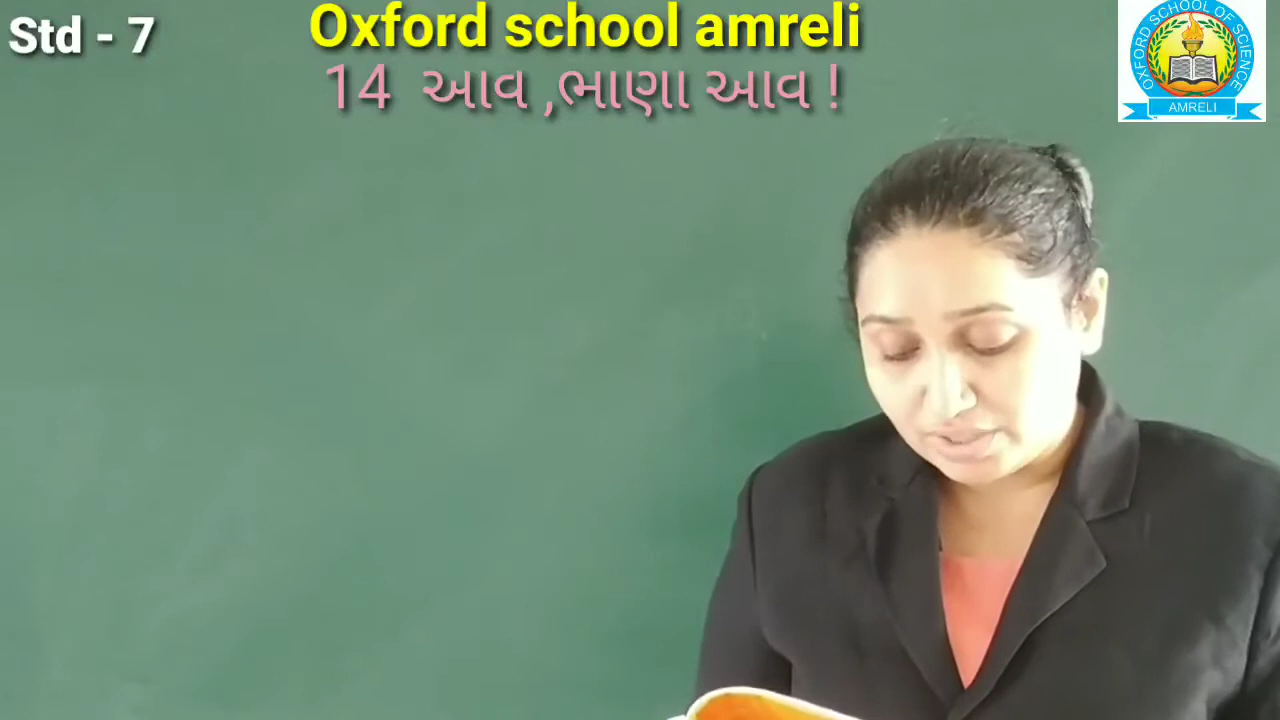 Std - 7
Oxford school amreli
14 આવ ,ભાણા આવ !
OXFORD SCHOOL OF SCIENCE
AMRELI